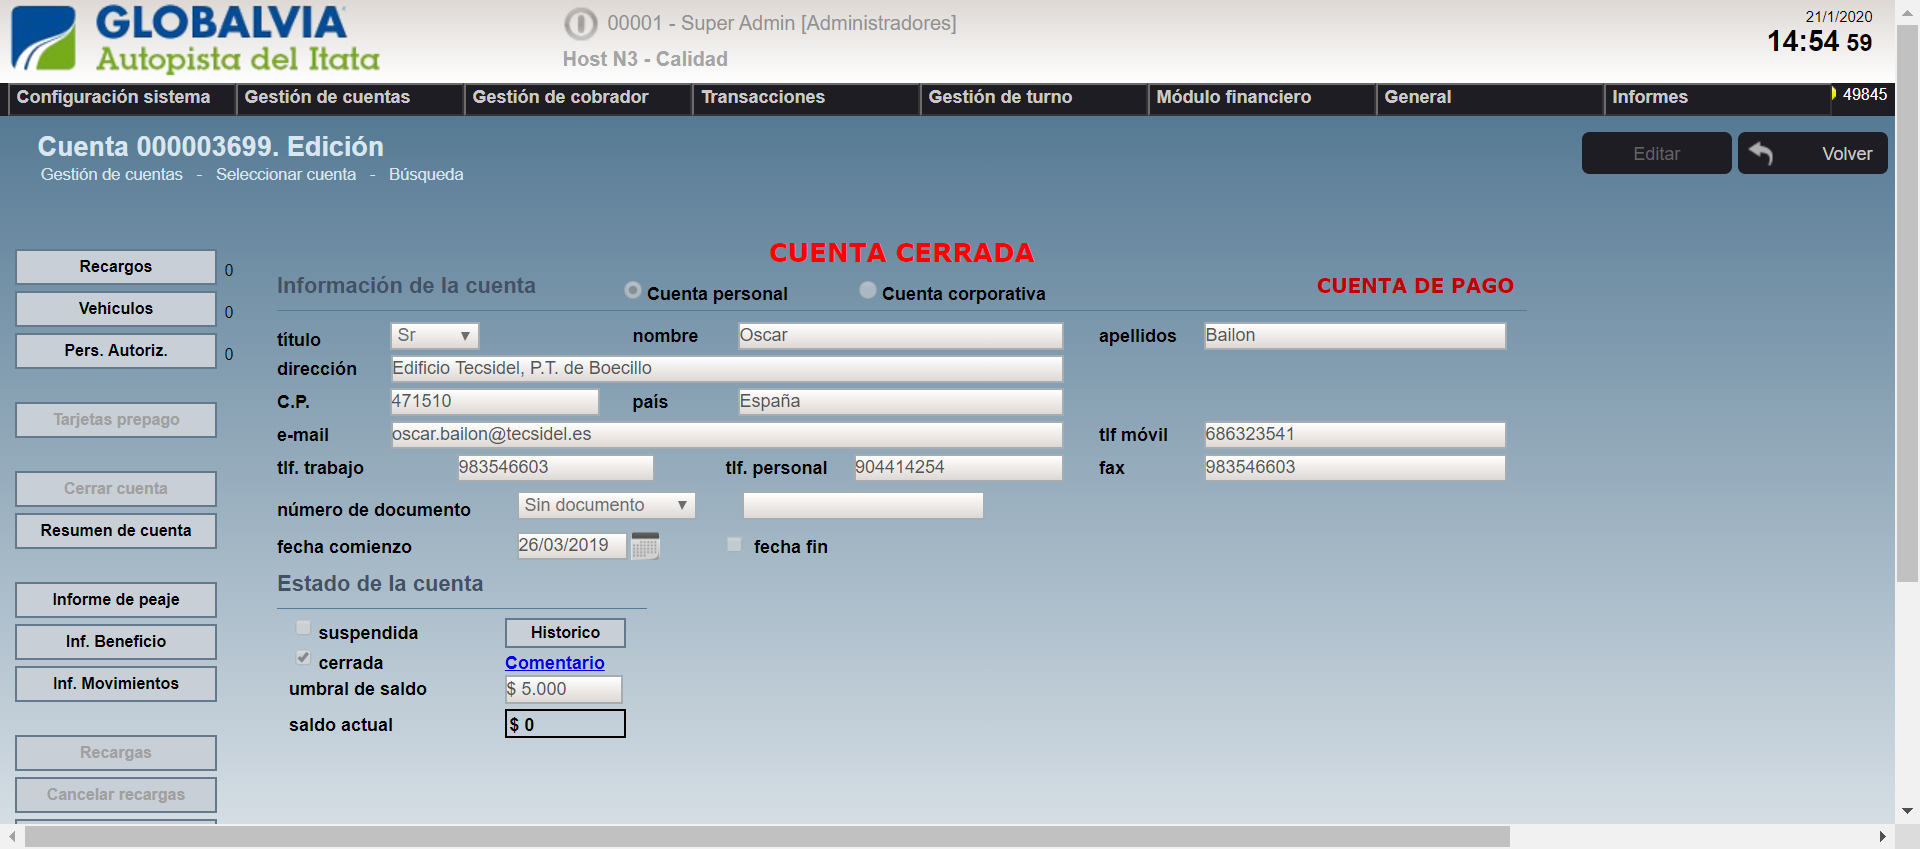 GLOBALVIA
Autopista del Itata
00001 - Super Admin [Administradores]
Host N3 - Calidad
21/1/2020
14:54 59
Configuración sistema
Gestión de cuentas
Gestión de cobrador
Transacciones
Gestión de turno
Módulo financiero
General
Informes
49845
Cuenta 000003699. Edición
Gestión de cuentas - Seleccionar cuenta - Búsqueda
Editar
Volver
Recargos 0
Vehículos 0
Pers. Autoriz. 0
Tarjetas prepago
Cerrar cuenta
Resumen de cuenta
Informe de peaje
Inf. Beneficio
Inf. Movimientos
Recargas
Cancelar recargas
CUENTA CERRADA
Información de la cuenta
Cuenta personal
Cuenta corporativa
CUENTA DE PAGO
título Sr nombre Oscar apellidos Bailon
dirección Edificio Tecsidel, P.T. de Boecillo
C.P. 471510 país España
e-mail oscar.bailon@tecsidel.es tlf móvil 686323541
tlf. trabajo 983546603 tlf. personal 904414254 fax 983546603
número de documento Sin documento
fecha comienzo 26/03/2019 fecha fin
Estado de la cuenta
suspendida Historico
cerrada Comentario
umbral de saldo $ 5.000
saldo actual $ 0